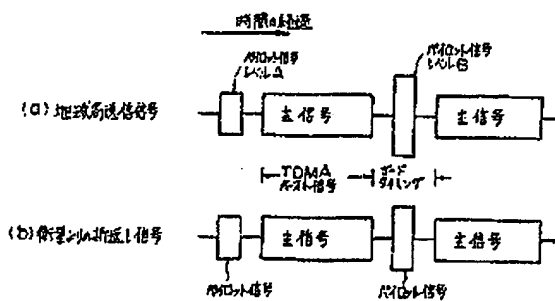 時間の経過
パイロット信号
レベルA
パイロット信号
レベルB
(a) 地球局送信信号
主信号
主信号
TDMA
バースト信号
ガード
タイミング
(b) 衛星よりの折返し信号
主信号
主信号
パイロット信号
パイロット信号